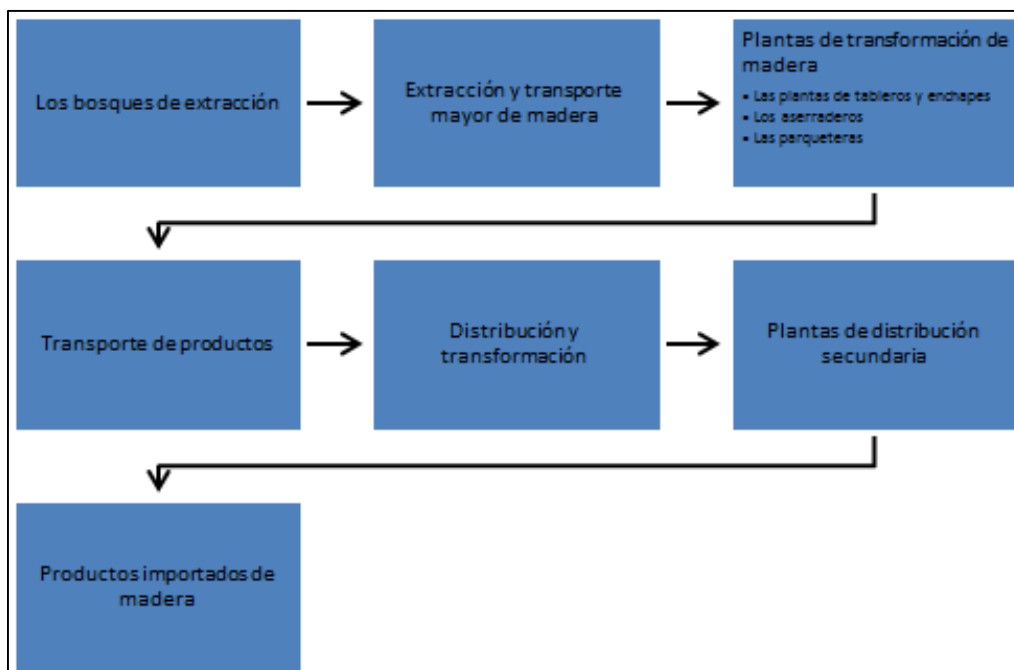 Los bosques de extracción
Extracción y transporte
mayor de madera
Plantas de transformación de
madera
• Las plantas de tableros y enchapes
• Los aserraderos
• Las parqueteras
Transporte de productos
Distribución y
transformación
Plantas de distribución
secundaria
Productos importados de
madera